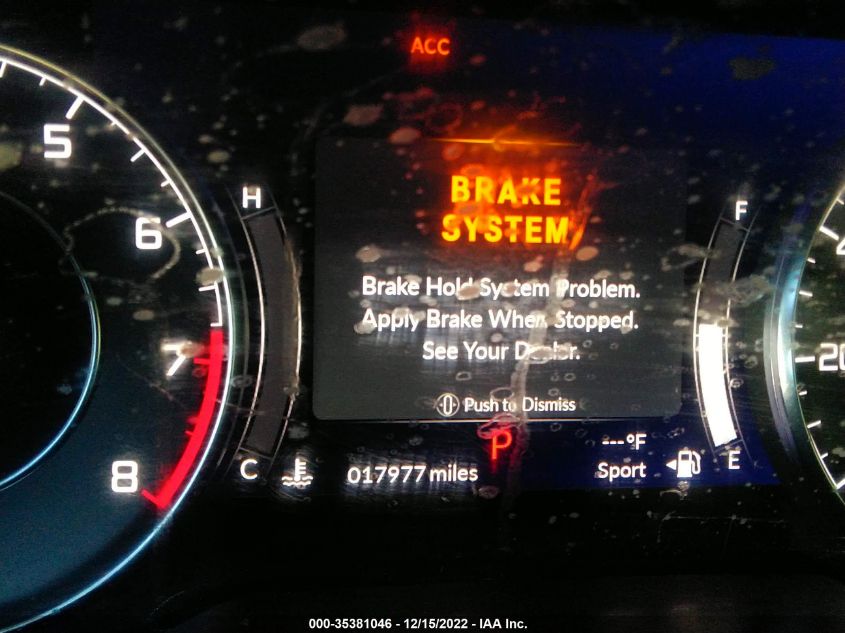 ACC
5
6
7
8
H
C
BRAKE
SYSTEM
Brake Hold System Problem.
Apply Brake When Stopped.
See Your Dealer.
Push to Dismiss
P
017977 miles
---°F
Sport
F
E
20
000-35381046 - 12/15/2022 - IAA Inc.